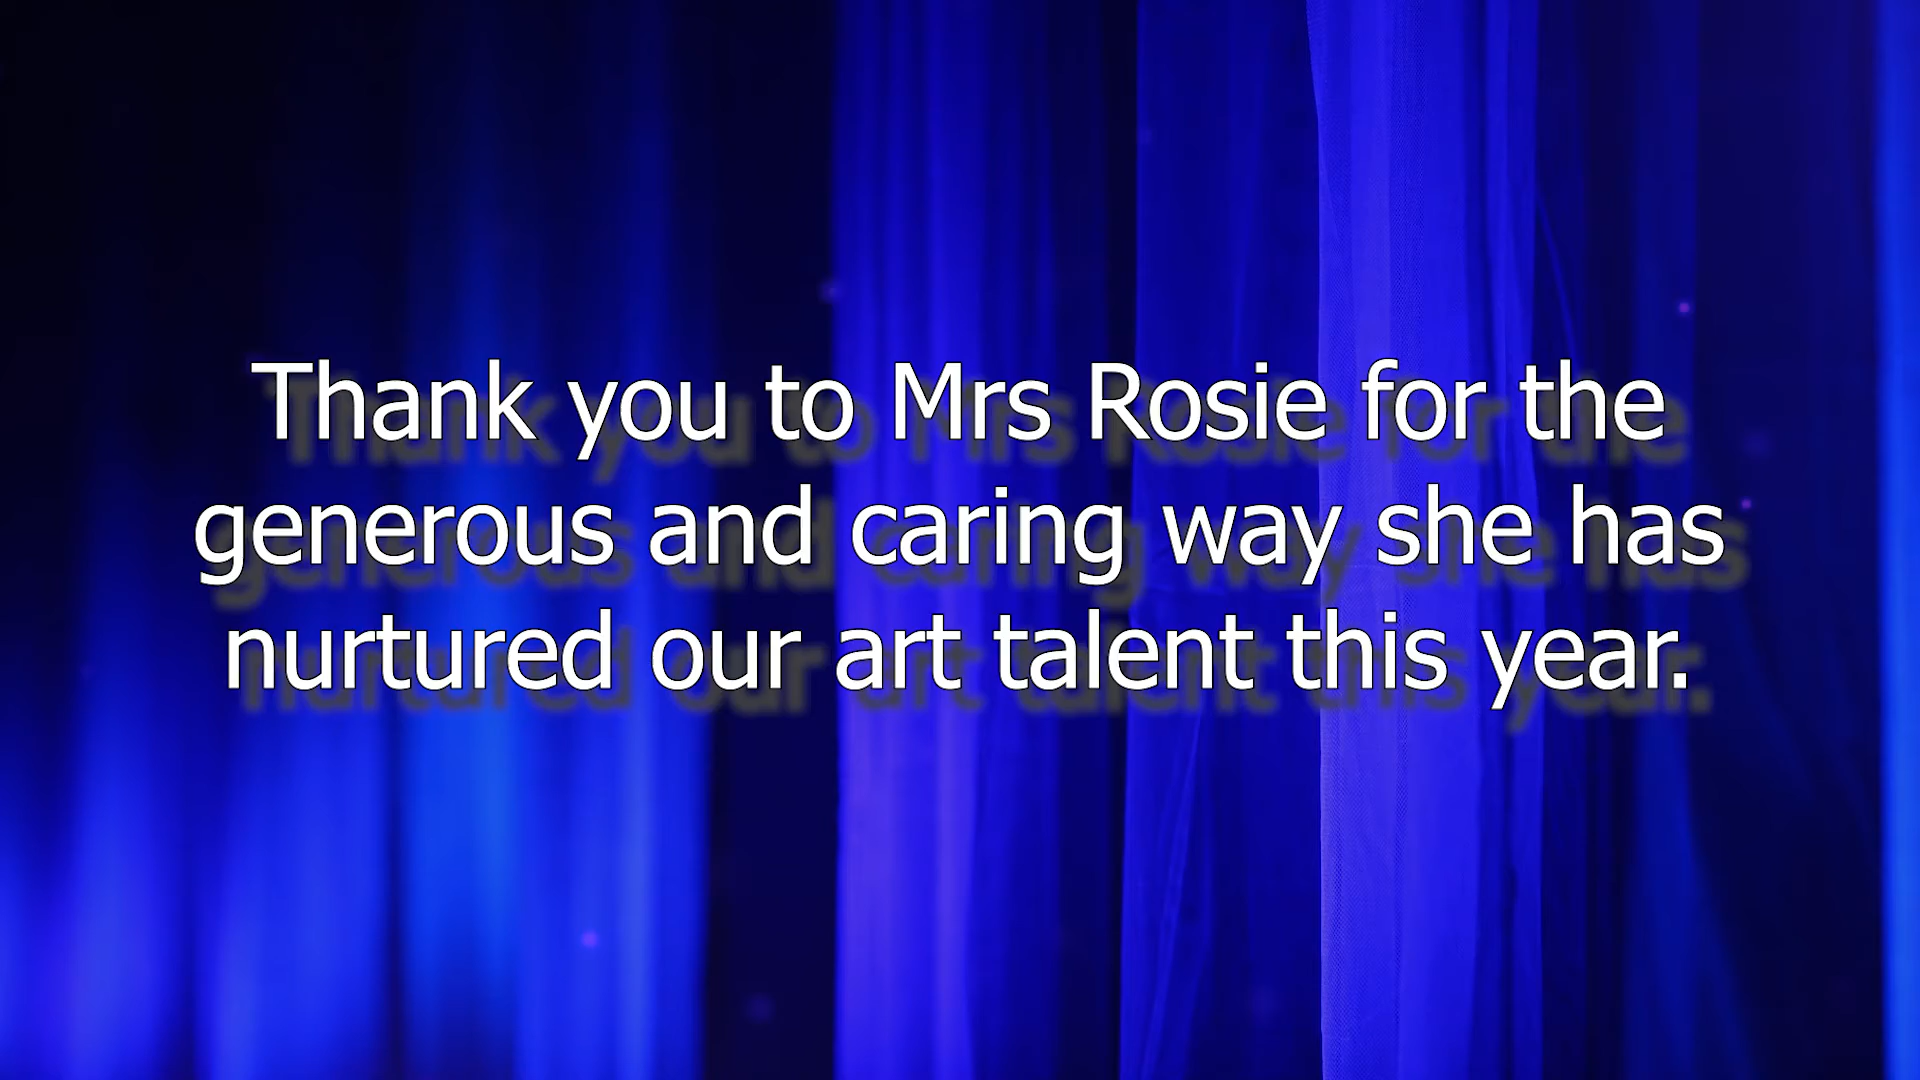 Thank you to Mrs Rosie for the
generous and caring way she has
nurtured our art talent this year.